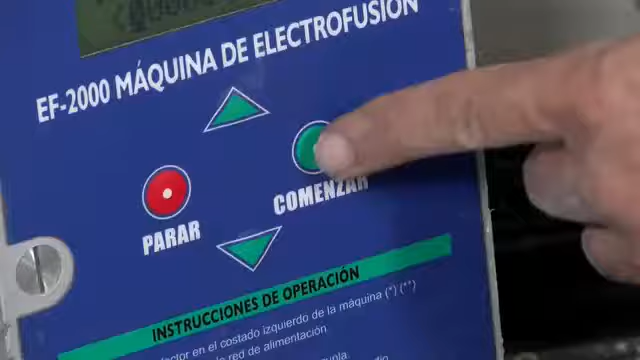 EF-2000 MÁQUINA DE ELECTROFUSIÓN
COMENZAR
PARAR
INSTRUCCIONES DE OPERACIÓN
en el costado izquierdo de la máquina (*) (**)
red de alimentación